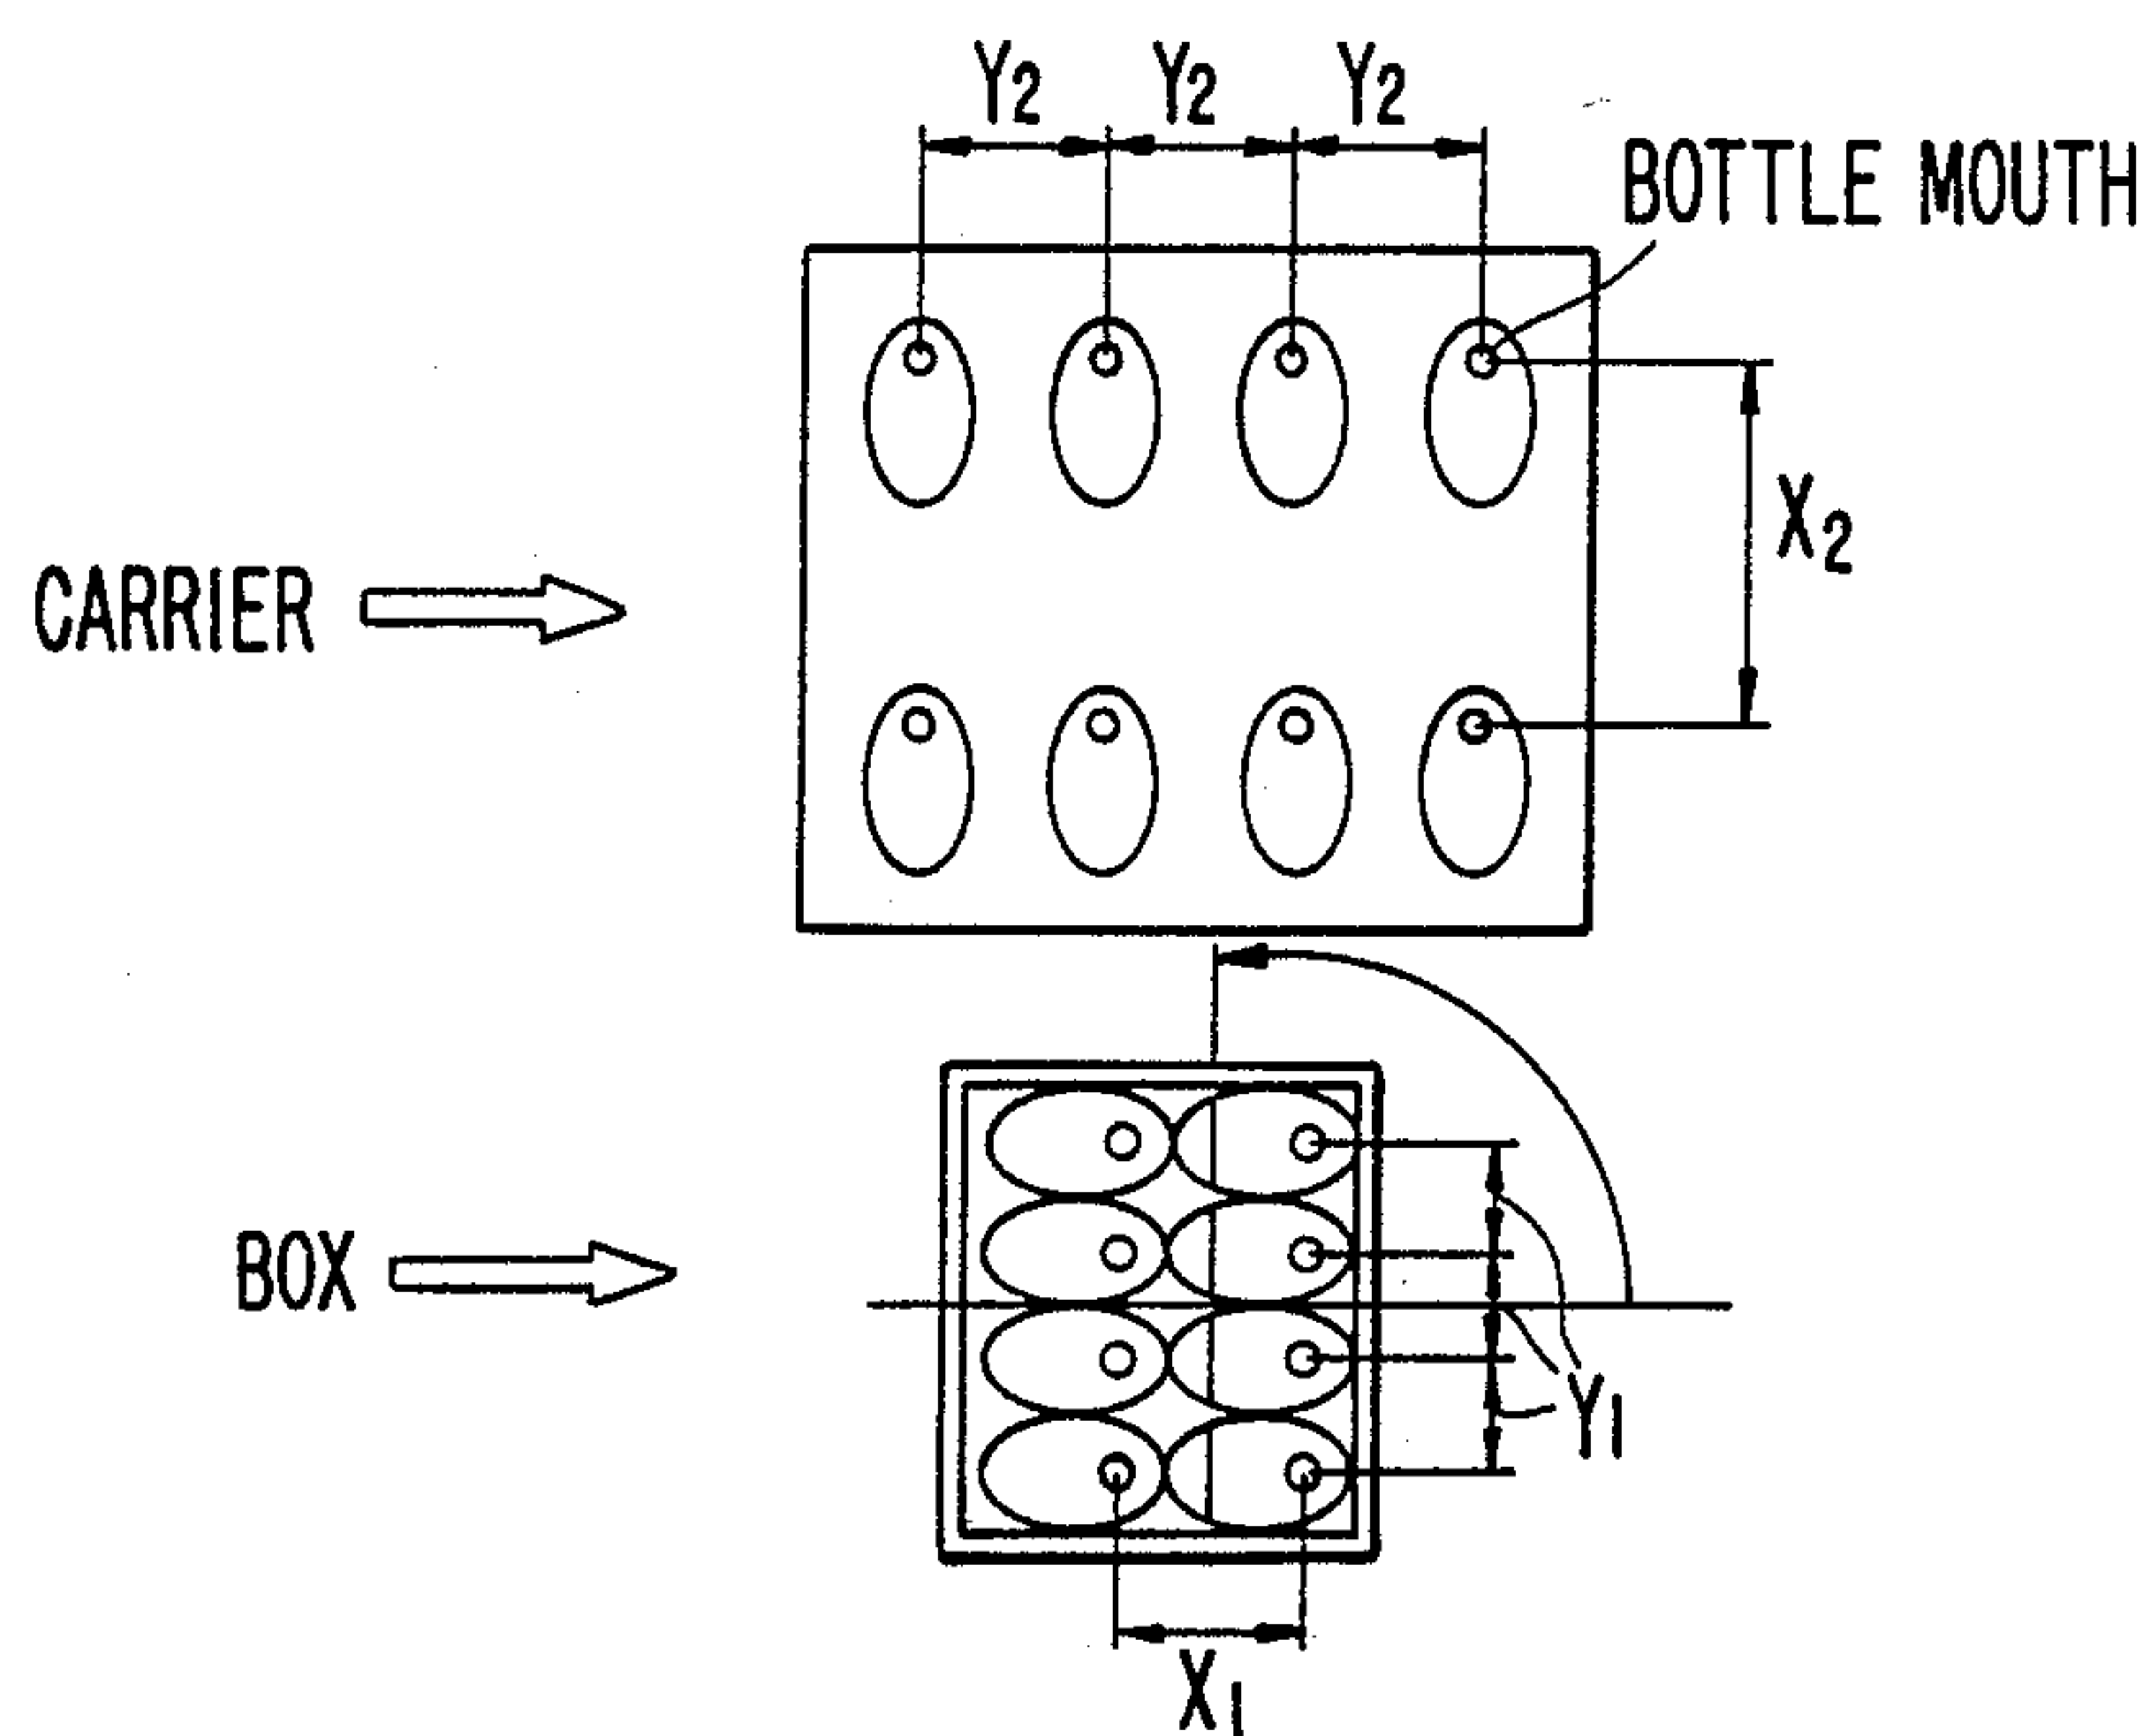 Y2 Y2 Y2
BOTTLE MOUTH
X2
CARRIER
BOX
Y1
X1